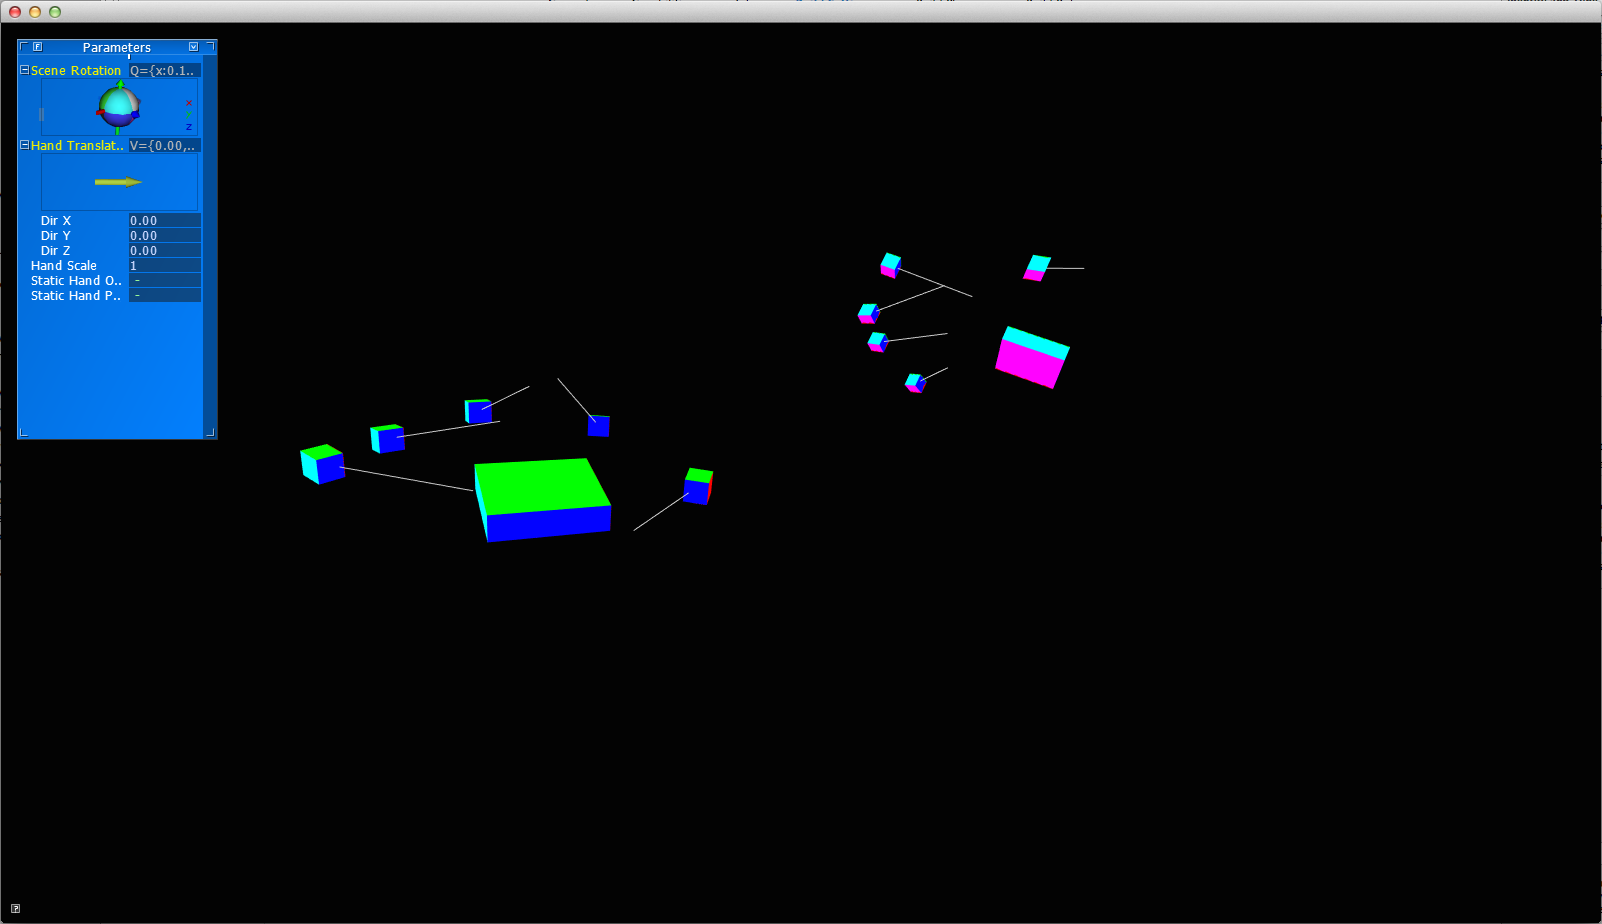 F Parameters V
Scene Rotation Q={x:0.1..
x
y
z
Hand Translat.. V={0.00,..
Dir X 0.00
Dir Y 0.00
Dir Z 0.00
Hand Scale 1
Static Hand O.. -
Static Hand P.. -
?